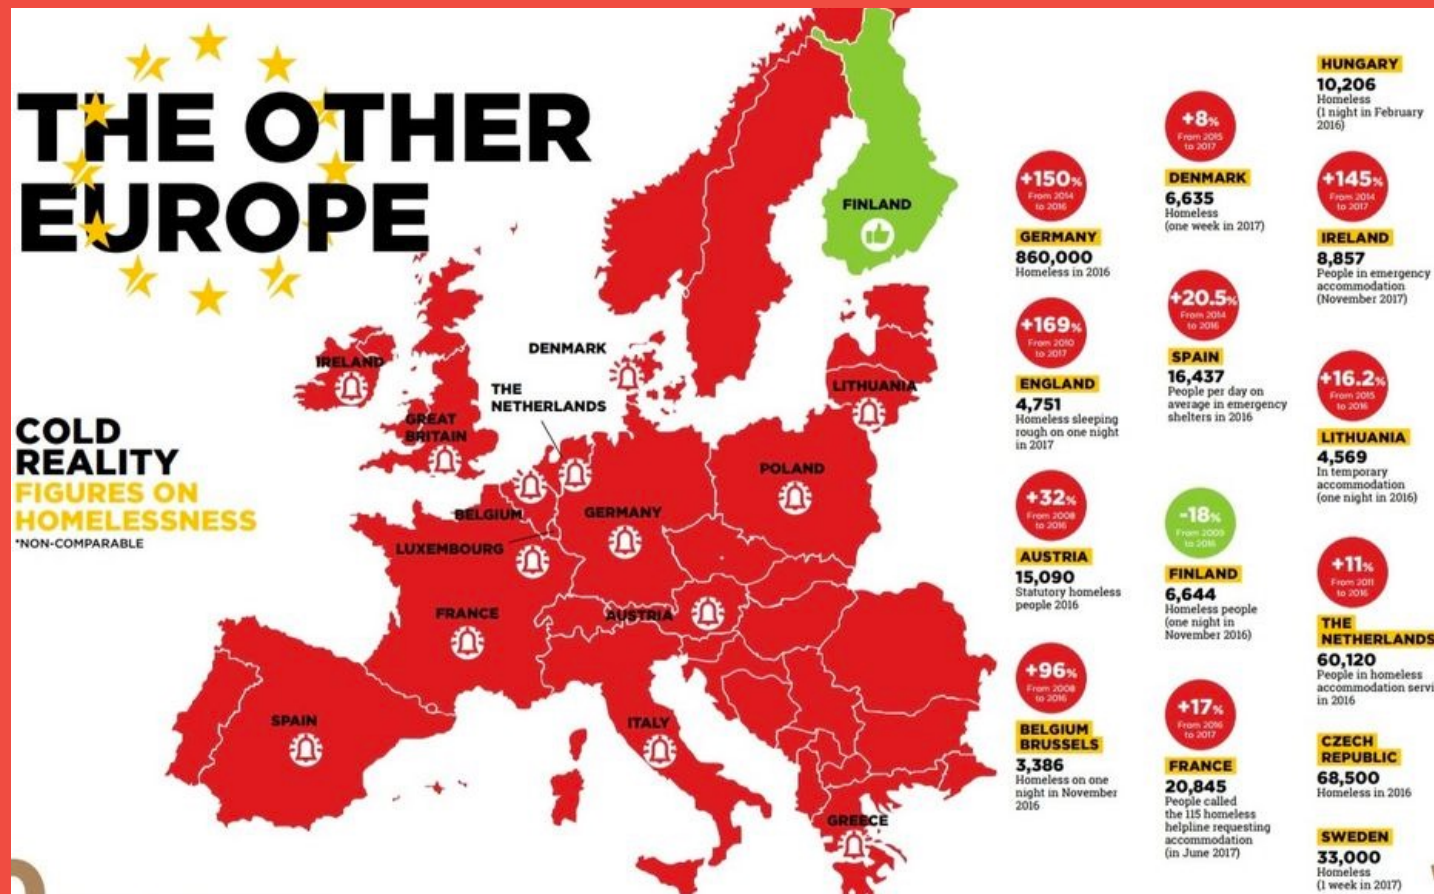 THE OTHER
EUROPE
COLD
REALITY
FIGURES ON
HOMELESSNESS
*NON-COMPARABLE
FINLAND
IRELAND
GREAT
BRITAIN
DENMARK
THE
NETHERLANDS
LITHUANIA
POLAND
BELGIUM
GERMANY
LUXEMBOURG
FRANCE
AUSTRIA
SPAIN
ITALY
GREECE
+150%
From 2014
to 2016
GERMANY
860,000
Homeless in 2016
+169%
From 2010
to 2017
ENGLAND
4,751
Homeless sleeping
rough on one night
in 2017
+32%
From 2008
to 2016
AUSTRIA
15,090
Statutory homeless
people 2016
+96%
From 2008
to 2016
BELGIUM
BRUSSELS
3,386
Homeless on one
night in November
2016
+8%
From 2015
to 2017
DENMARK
6,635
Homeless
(one week in 2017)
+20.5%
From 2014
to 2016
SPAIN
16,437
People per day on
average in emergency
shelters in 2016
-18%
From 2009
to 2016
FINLAND
6,644
Homeless people
(one night in
November 2016)
+17%
From 2016
to 2017
FRANCE
20,845
People called
the 115 homeless
helpline requesting
accommodation
(in June 2017)
HUNGARY
10,206
Homeless
(1 night in February
2016)
+145%
From 2014
to 2017
IRELAND
8,857
People in emergency
accommodation
(November 2017)
+16.2%
From 2015
to 2016
LITHUANIA
4,569
In temporary
accommodation
(one night in 2016)
+11%
From 2011
to 2016
THE
NETHERLANDS
60,120
People in homeless
accommodation servi
in 2016
CZECH
REPUBLIC
68,500
Homeless in 2016
SWEDEN
33,000
Homeless
(1 week in 2017)